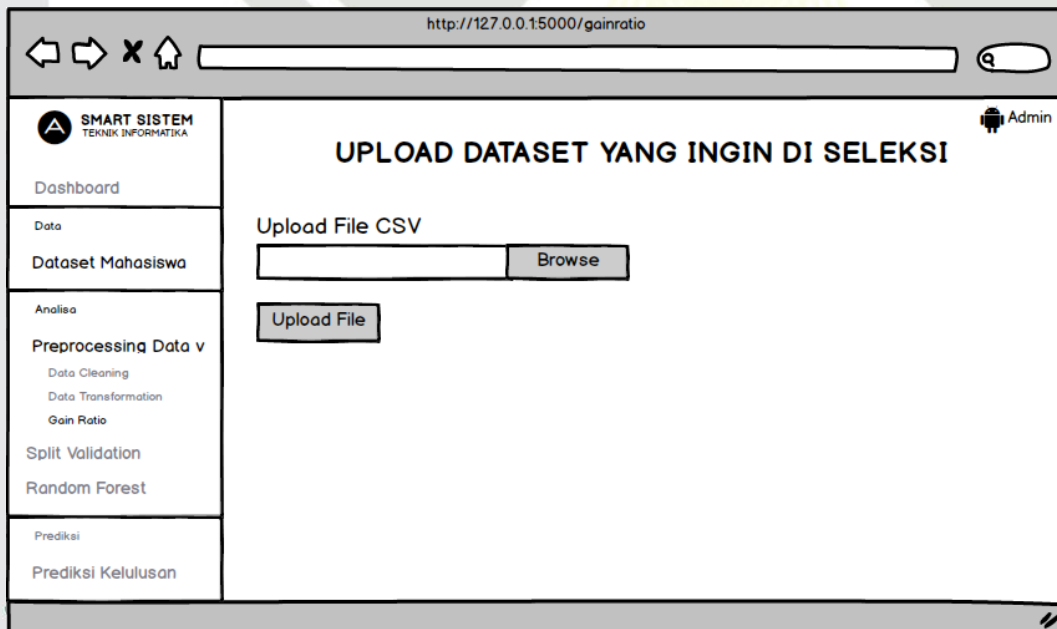 http://127.0.0.1:5000/gainratio
SMART SISTEM
TEKNIK INFORMATIKA
Dashboard
Data
Dataset Mahasiswa
Analisa
Preprocessing Data v
Data Cleaning
Data Transformation
Gain Ratio
Split Validation
Random Forest
Prediksi
Prediksi Kelulusan
Admin
UPLOAD DATASET YANG INGIN DI SELEKSI
Upload File CSV
Browse
Upload File